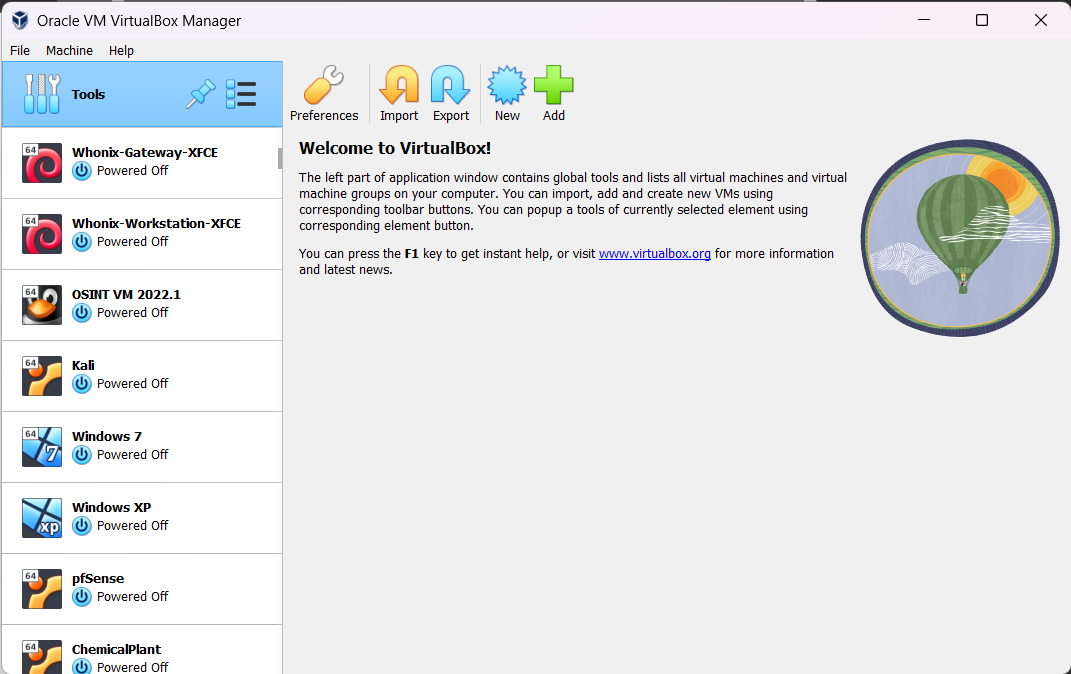 Oracle VM VirtualBox Manager
File Machine Help
Tools
Preferences Import Export New Add
64
Whonix-Gateway-XFCE
Powered Off
64
Whonix-Workstation-XFCE
Powered Off
64
OSINT VM 2022.1
Powered Off
64
Kali
Powered Off
64
7
Windows 7
Powered Off
xp
Windows XP
Powered Off
64
pfSense
Powered Off
64
ChemicalPlant
Powered Off
Welcome to VirtualBox!
The left part of application window contains global tools and lists all virtual machines and virtual
machine groups on your computer. You can import, add and create new VMs using
corresponding toolbar buttons. You can popup a tools of currently selected element using
corresponding element button.
You can press the F1 key to get instant help, or visit www.virtualbox.org for more information
and latest news.